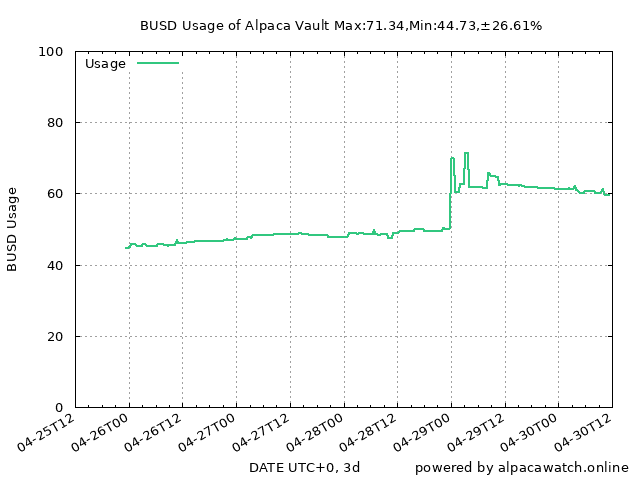 BUSD Usage of Alpaca Vault Max:71.34,Min:44.73,±26.61%
100
Usage
80
60
40
20
0
BUSD Usage
04-25T12
04-26T00
04-26T12
04-27T00
04-27T12
04-28T00
04-28T12
04-29T00
04-29T12
04-30T00
04-30T12
DATE UTC+0, 3d
powered by alpacawatch.online